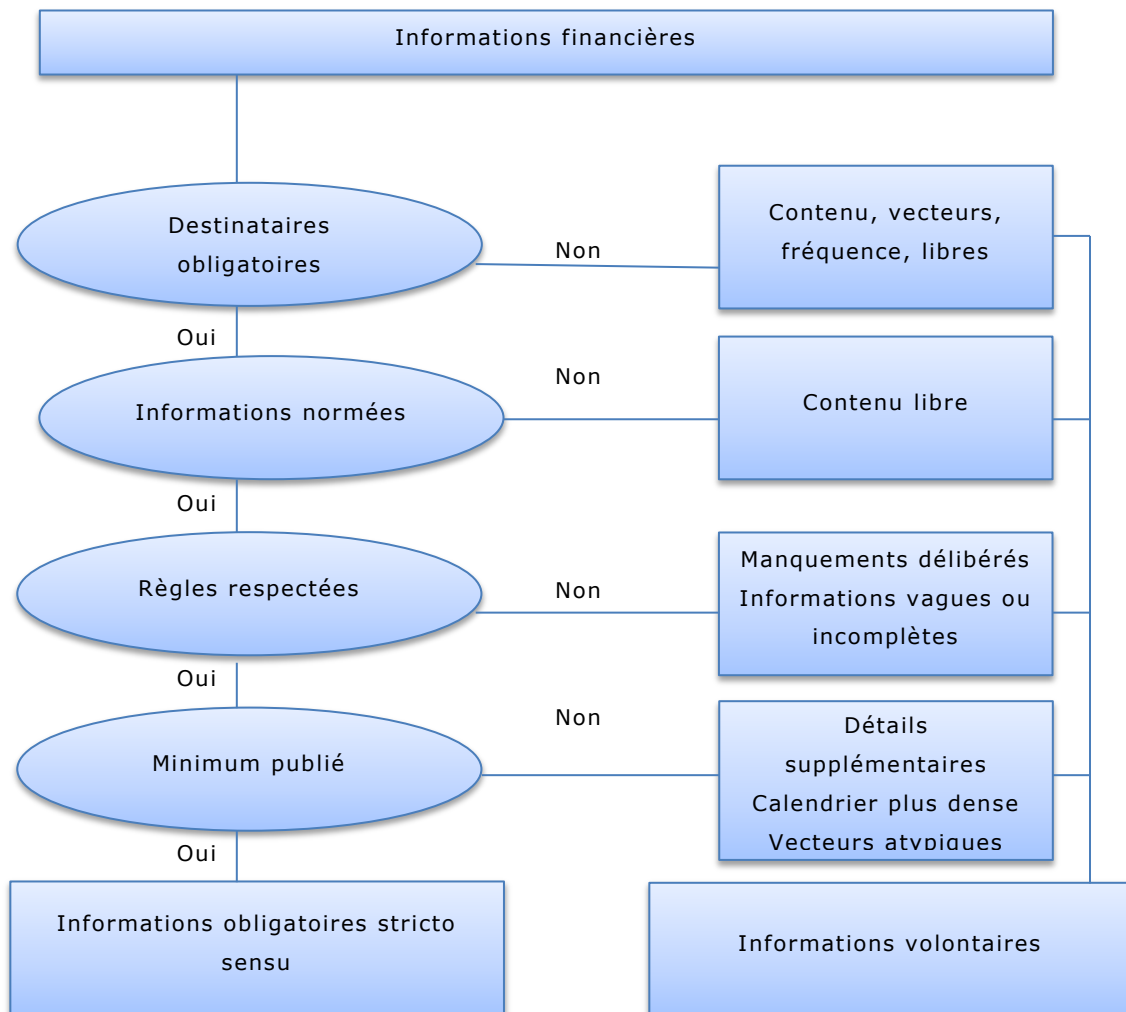 Informations financières
Destinataires
obligatoires
Non
Contenu, vecteurs,
fréquence, libres
Oui
Informations normées
Non
Contenu libre
Oui
Règles respectées
Non
Manquements délibérés
Informations vagues ou
incomplètes
Oui
Minimum publié
Non
Détails
supplémentaires
Calendrier plus dense
Vecteurs atypiques
Oui
Informations obligatoires stricto
sensu
Informations volontaires